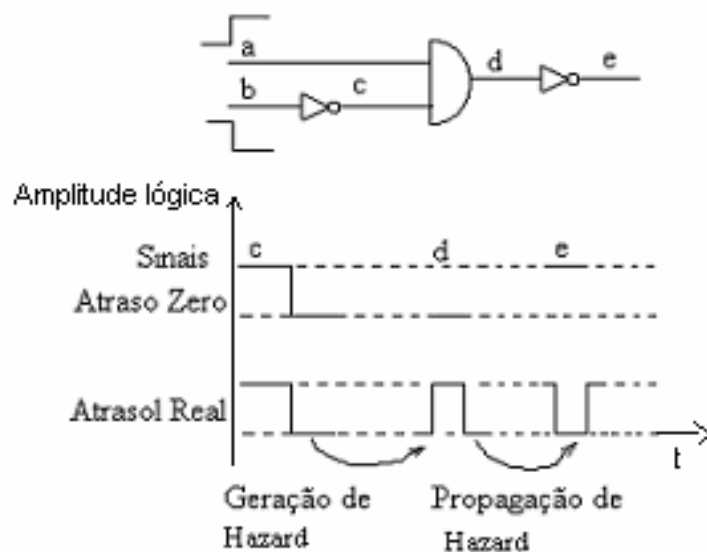 a
b c d e
Amplitude lógica
Sinais c d e
Atraso Zero
Atrasol Real
t
Geração de Hazard
Propagação de Hazard